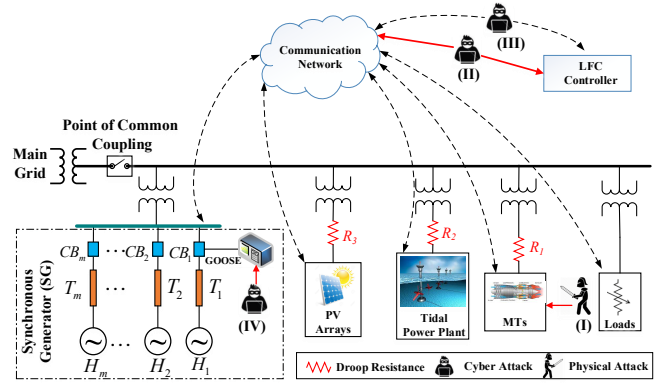 (III)
Communication
Network
(II)
LFC
Controller
Point of Common
Coupling
Main
Grid
Synchronous
Generator (SG)
CBm ··· CB2 CB1
GOOSE
Tm ··· T2 T1
(IV)
Hm ··· H2 H1
R3
R2
R1
PV
Arrays
Tidal
Power Plant
MTs
(I)
Loads
Droop Resistance
Cyber Attack
Physical Attack